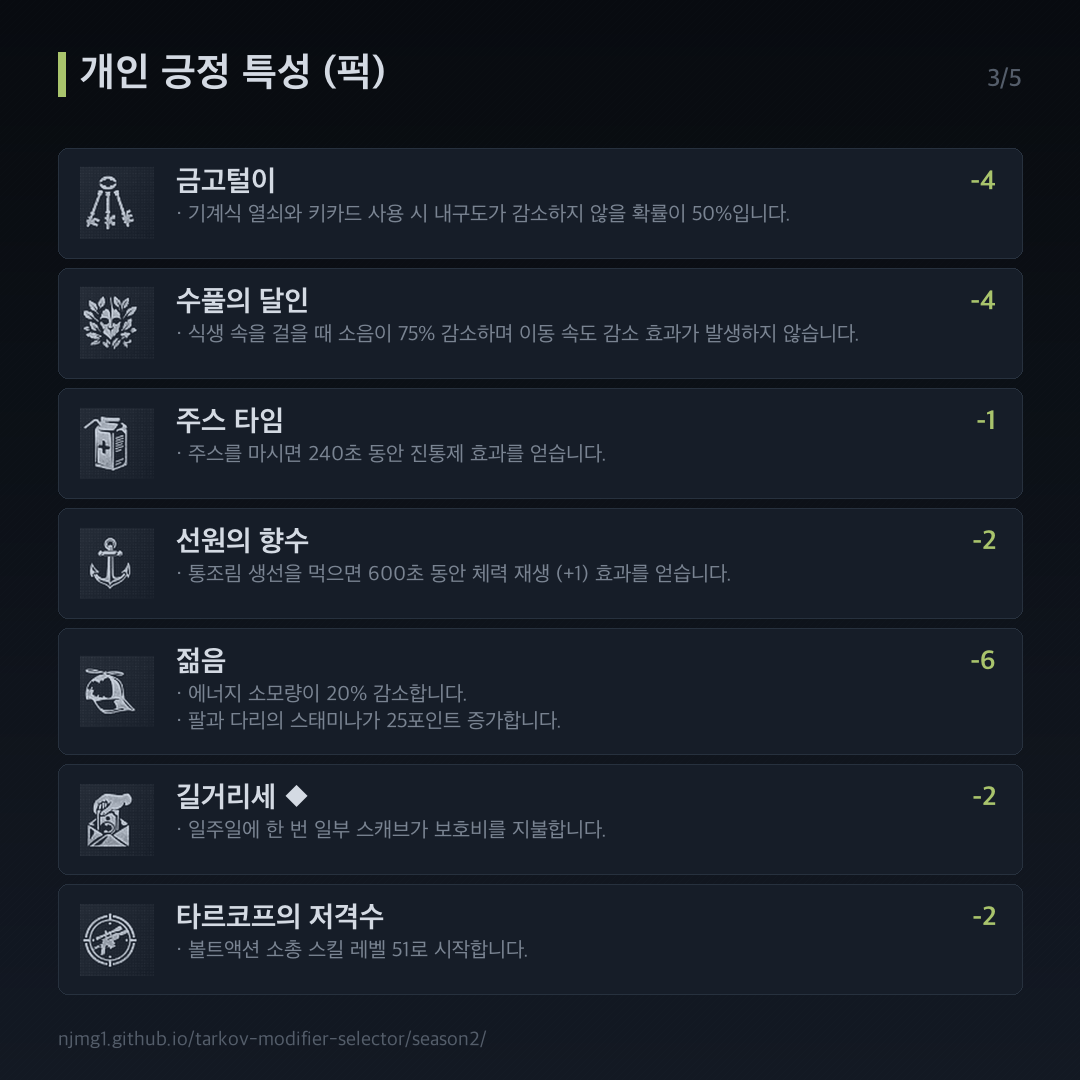 개인 긍정 특성 (퍽)
3/5
금고털이
-4
· 기계식 열쇠와 키카드 사용 시 내구도가 감소하지 않을 확률이 50%입니다.
수풀의 달인
-4
· 식생 속을 걸을 때 소음이 75% 감소하며 이동 속도 감소 효과가 발생하지 않습니다.
주스 타임
-1
· 주스를 마시면 240초 동안 진통제 효과를 얻습니다.
선원의 향수
-2
· 통조림 생선을 먹으면 600초 동안 체력 재생 (+1) 효과를 얻습니다.
젊음
-6
· 에너지 소모량이 20% 감소합니다.
· 팔과 다리의 스태미나가 25포인트 증가합니다.
길거리세 ◆
-2
· 일주일에 한 번 일부 스캐브가 보호비를 지불합니다.
타르코프의 저격수
-2
· 볼트액션 소총 스킬 레벨 51로 시작합니다.
njmg1.github.io/tarkov-modifier-selector/season2/